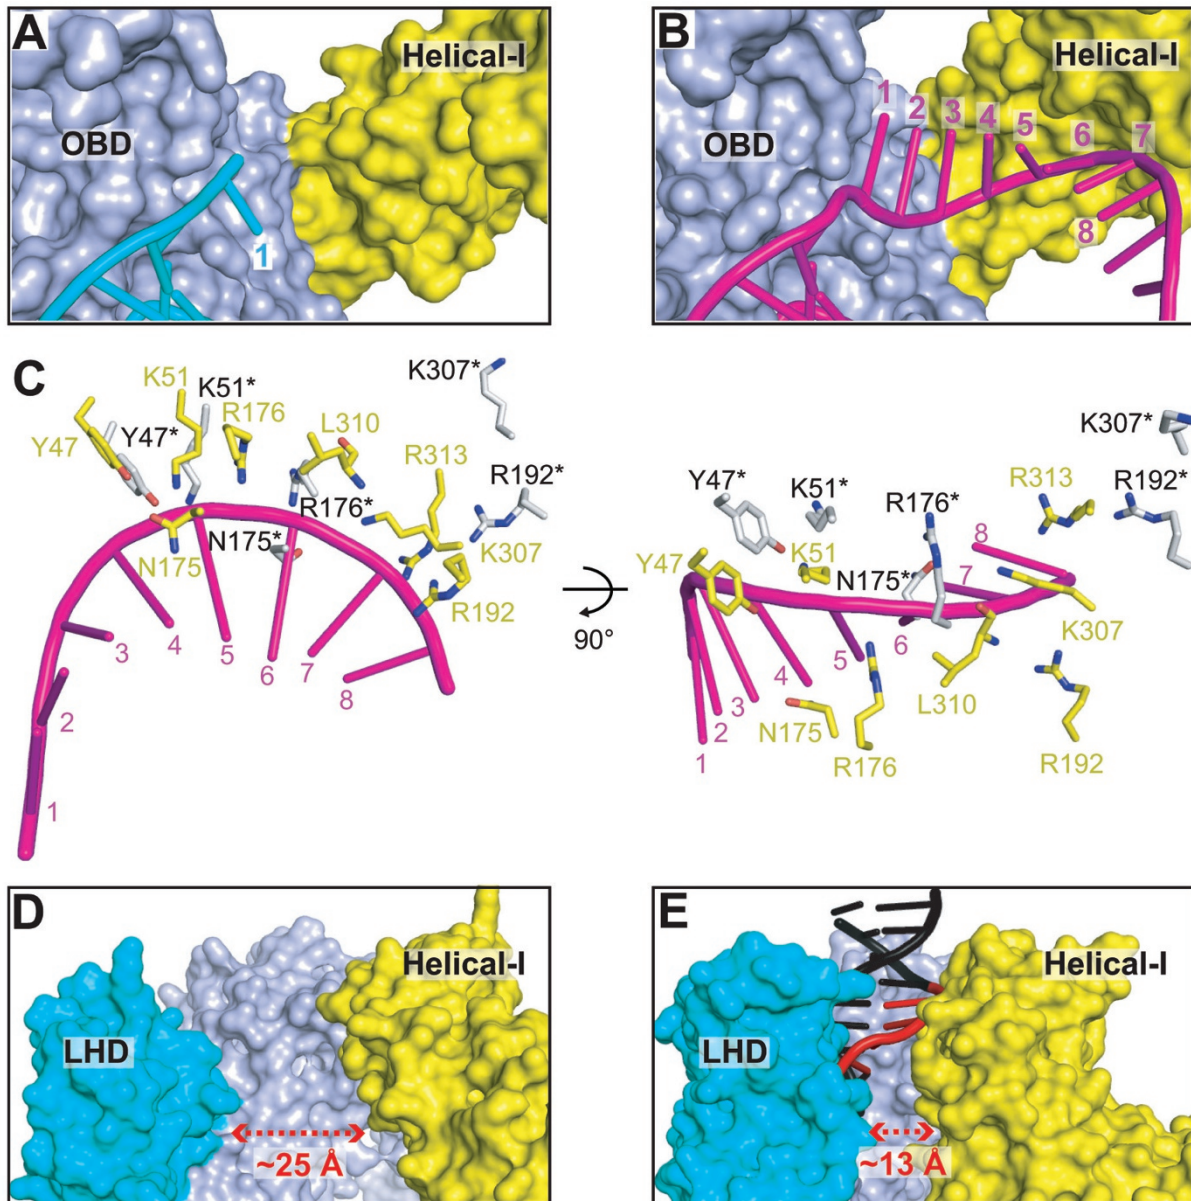 A
Helical-I
OBD
1
B
Helical-I
OBD
1 2 3 4 5 6 7
8
C
K51
K51*
K307*
Y47
Y47*
R176
L310
R313
R192*
R176*
N175*
N175
K307
R192
1
2
3
4
5
6
7
8
90°
K307*
Y47*
K51*
R176*
R313
R192*
8
Y47
K51
N175*
7
6
K307
5
4
3
2
1
N175
R176
L310
R192
D
Helical-I
LHD
~25 Å
E
Helical-I
LHD
~13 Å